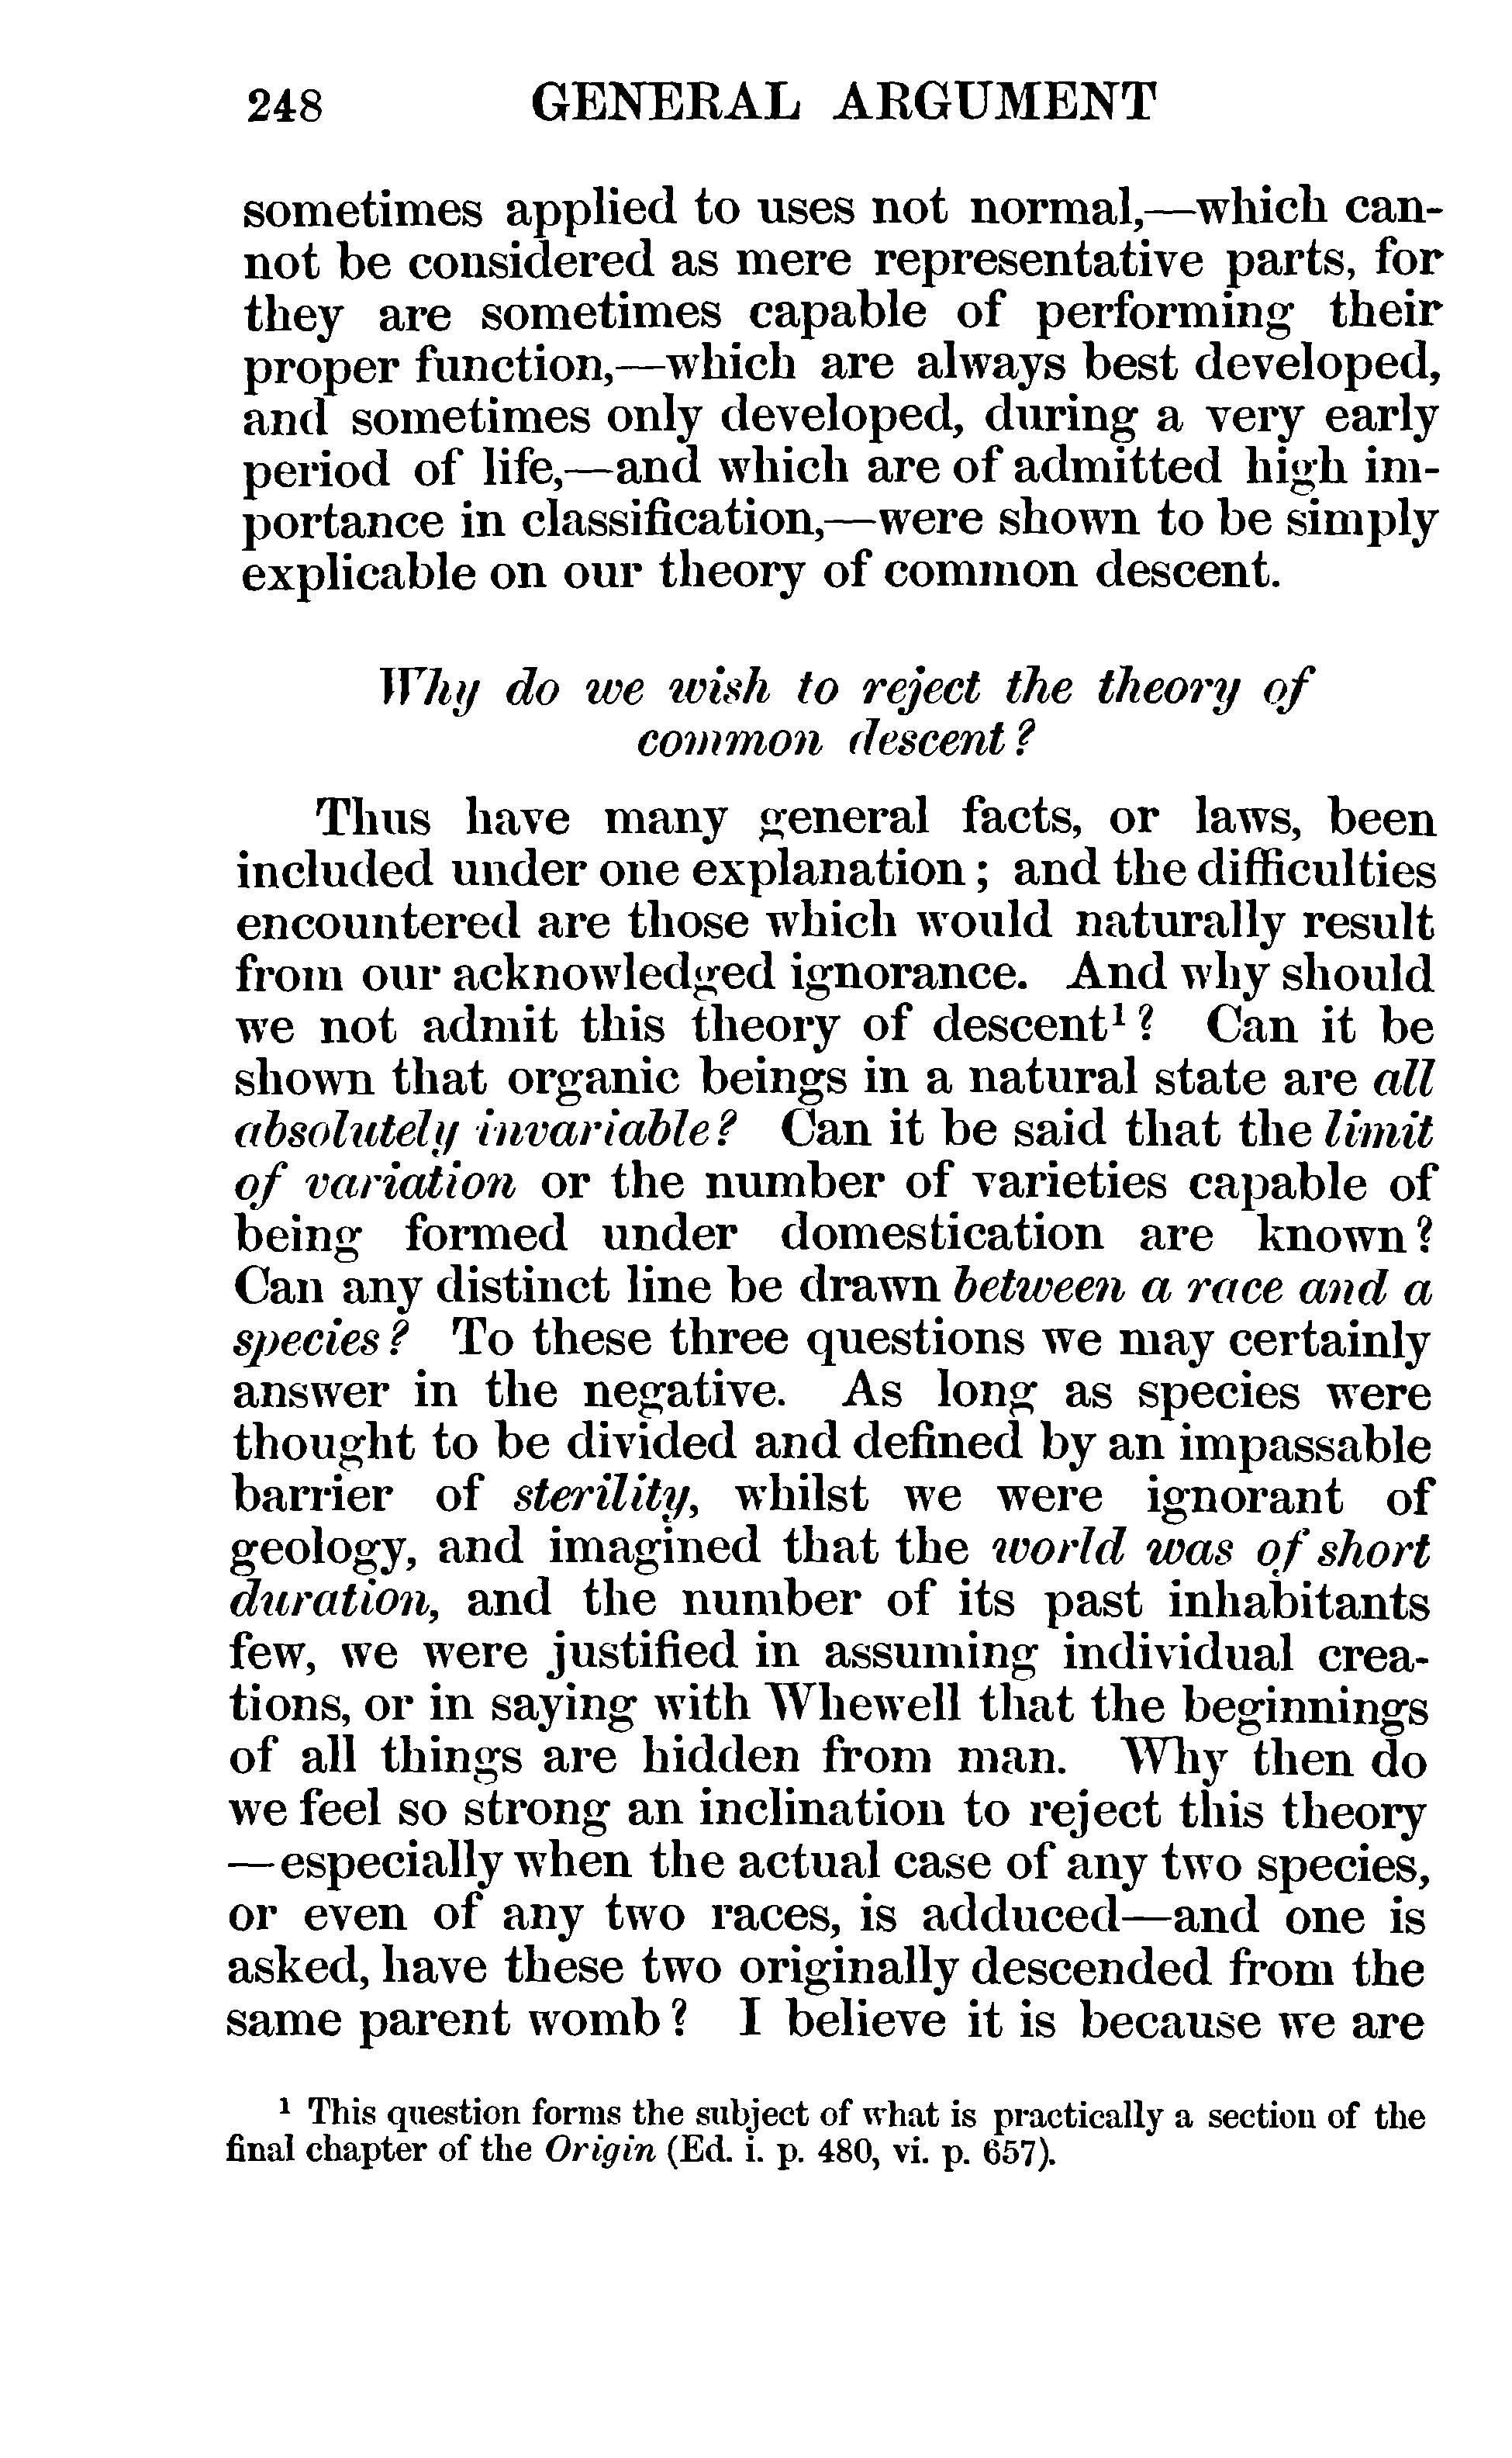 248 GENERAL ARGUMENT
sometimes applied to uses not normal,—which can-
not be considered as mere representative parts, for
they are sometimes capable of performing their
proper function,—which are always best developed,
and sometimes only developed, during a very early
period of life,—and which are of admitted high im-
portance in classification,—were shown to be simply
explicable on our theory of common descent.
Why do we wish to reject the theory of
common descent?
Thus have many general facts, or laws, been
included under one explanation; and the difficulties
encountered are those which would naturally result
from our acknowledged ignorance. And why should
we not admit this theory of descent¹? Can it be
shown that organic beings in a natural state are all
absolutely invariable? Can it be said that the limit
of variation or the number of varieties capable of
being formed under domestication are known?
Can any distinct line be drawn between a race and a
species? To these three questions we may certainly
answer in the negative. As long as species were
thought to be divided and defined by an impassable
barrier of sterility, whilst we were ignorant of
geology, and imagined that the world was of short
duration, and the number of its past inhabitants
few, we were justified in assuming individual crea-
tions, or in saying with Whewell that the beginnings
of all things are hidden from man. Why then do
we feel so strong an inclination to reject this theory
—especially when the actual case of any two species,
or even of any two races, is adduced—and one is
asked, have these two originally descended from the
same parent womb? I believe it is because we are
¹ This question forms the subject of what is practically a section of the
final chapter of the Origin (Ed. i. p. 480, vi. p. 657).